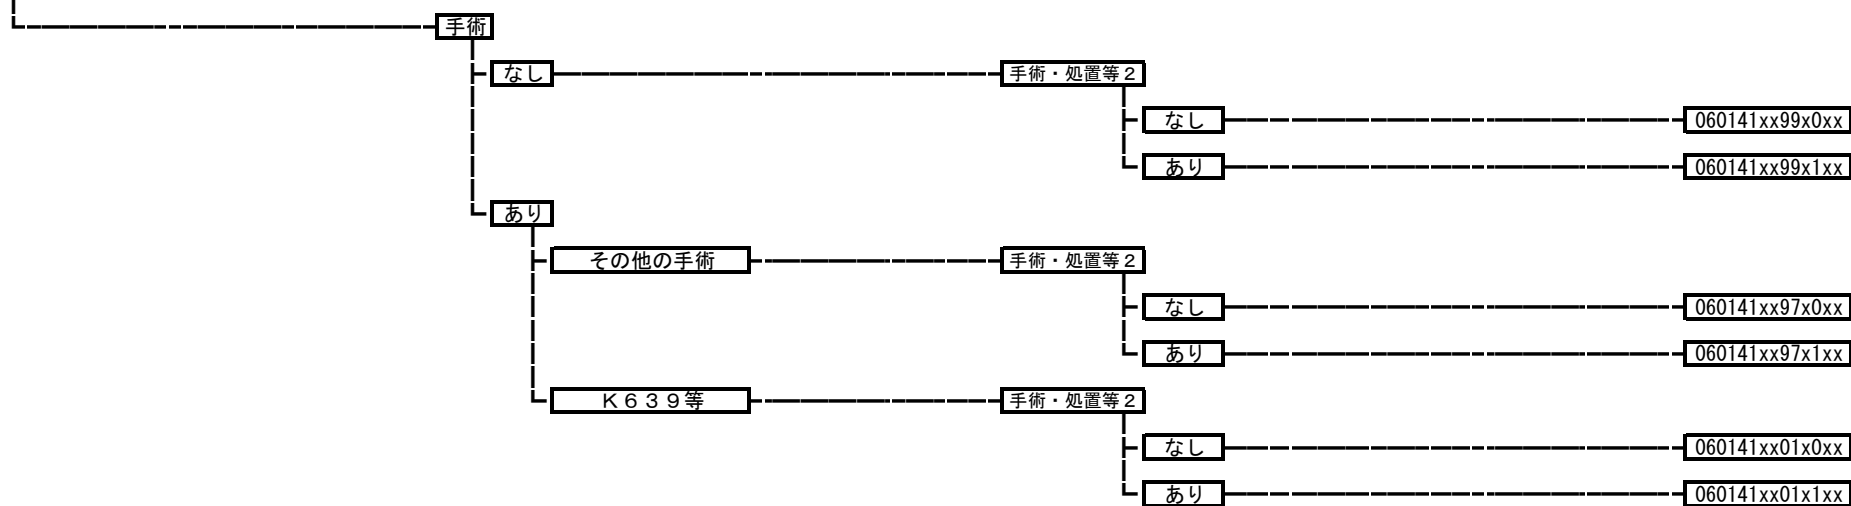 手術
なし
手術・処置等２
なし
060141xx99x0xx
あり
060141xx99x1xx
あり
その他の手術
手術・処置等２
なし
060141xx97x0xx
あり
060141xx97x1xx
Ｋ６３９等
手術・処置等２
なし
060141xx01x0xx
あり
060141xx01x1xx